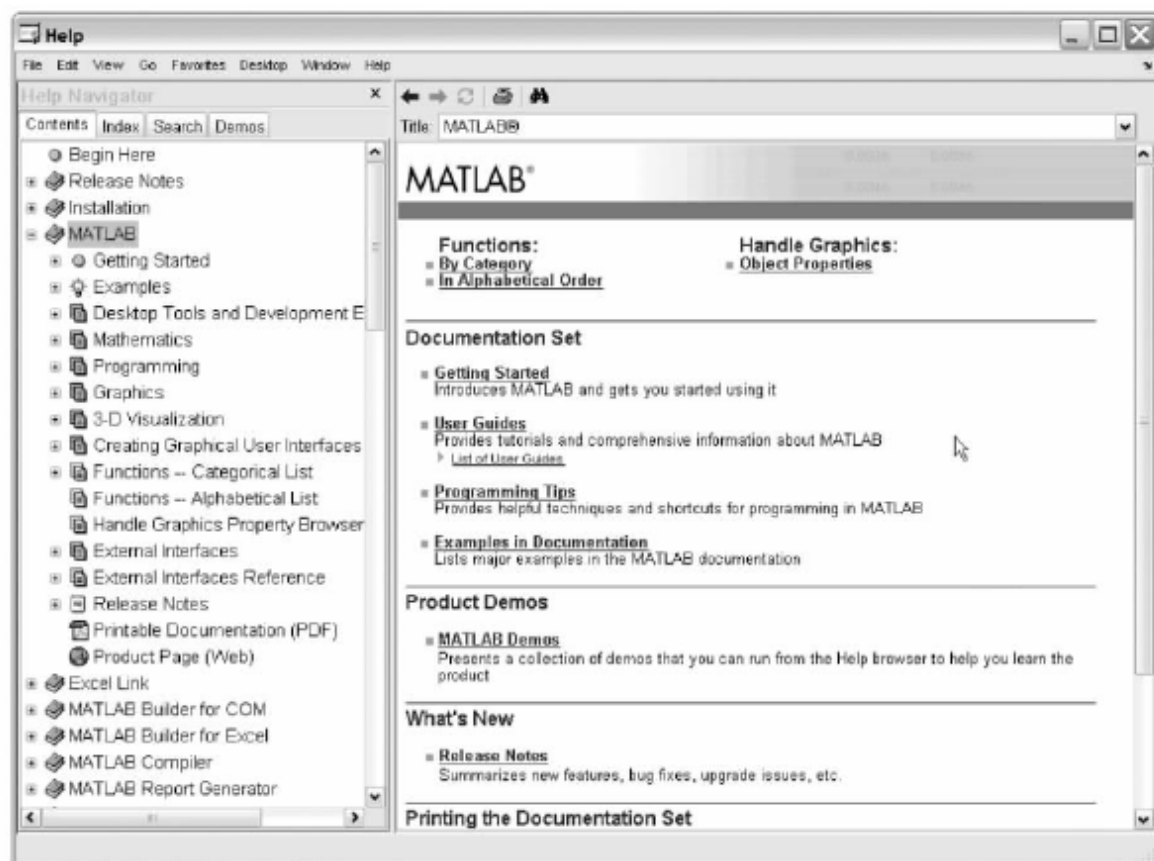 Help
File Edit View Go Favorites Desktop Window Help
Help Navigator
Contents Index Search Demos
Begin Here
Release Notes
Installation
MATLAB
Getting Started
Examples
Desktop Tools and Development E
Mathematics
Programming
Graphics
3-D Visualization
Creating Graphical User Interfaces
Functions -- Categorical List
Functions -- Alphabetical List
Handle Graphics Property Browser
External Interfaces
External Interfaces Reference
Release Notes
Printable Documentation (PDF)
Product Page (Web)
Excel Link
MATLAB Builder for COM
MATLAB Builder for Excel
MATLAB Compiler
MATLAB Report Generator
Title: MATLAB®
MATLAB®
Functions:
By Category
In Alphabetical Order
Handle Graphics:
Object Properties
Documentation Set
Getting Started
Introduces MATLAB and gets you started using it
User Guides
Provides tutorials and comprehensive information about MATLAB
List of User Guides
Programming Tips
Provides helpful techniques and shortcuts for programming in MATLAB
Examples in Documentation
Lists major examples in the MATLAB documentation
Product Demos
MATLAB Demos
Presents a collection of demos that you can run from the Help browser to help you learn the
product
What's New
Release Notes
Summarizes new features, bug fixes, upgrade issues, etc.
Printing the Documentation Set